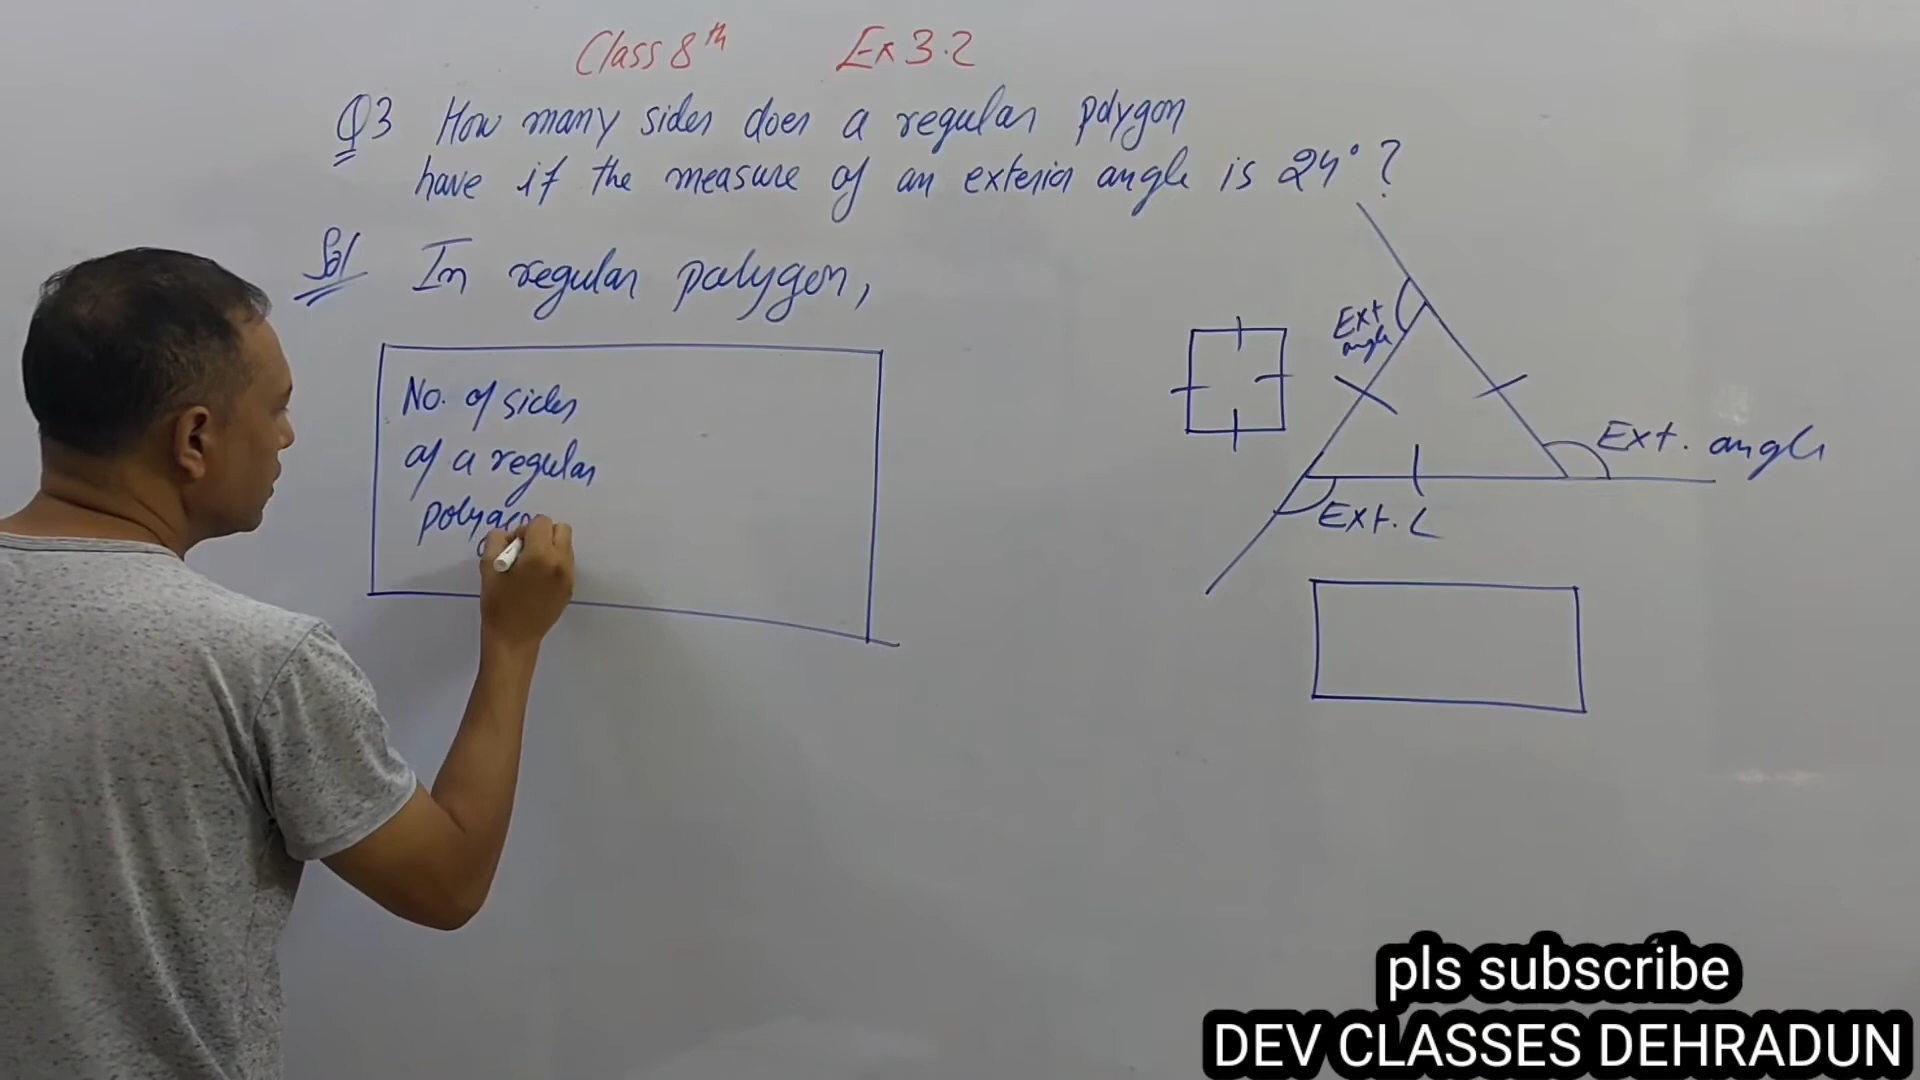 Class 8th Ex 3.2
Q3 How many sides does a regular polygon
have if the measure of an exterior angle is 24° ?
Sol In regular polygon,
No. of sides
of a regular
polygon
Ext
angle
Ext. angle
Ext. ∠
pls subscribe
DEV CLASSES DEHRADUN